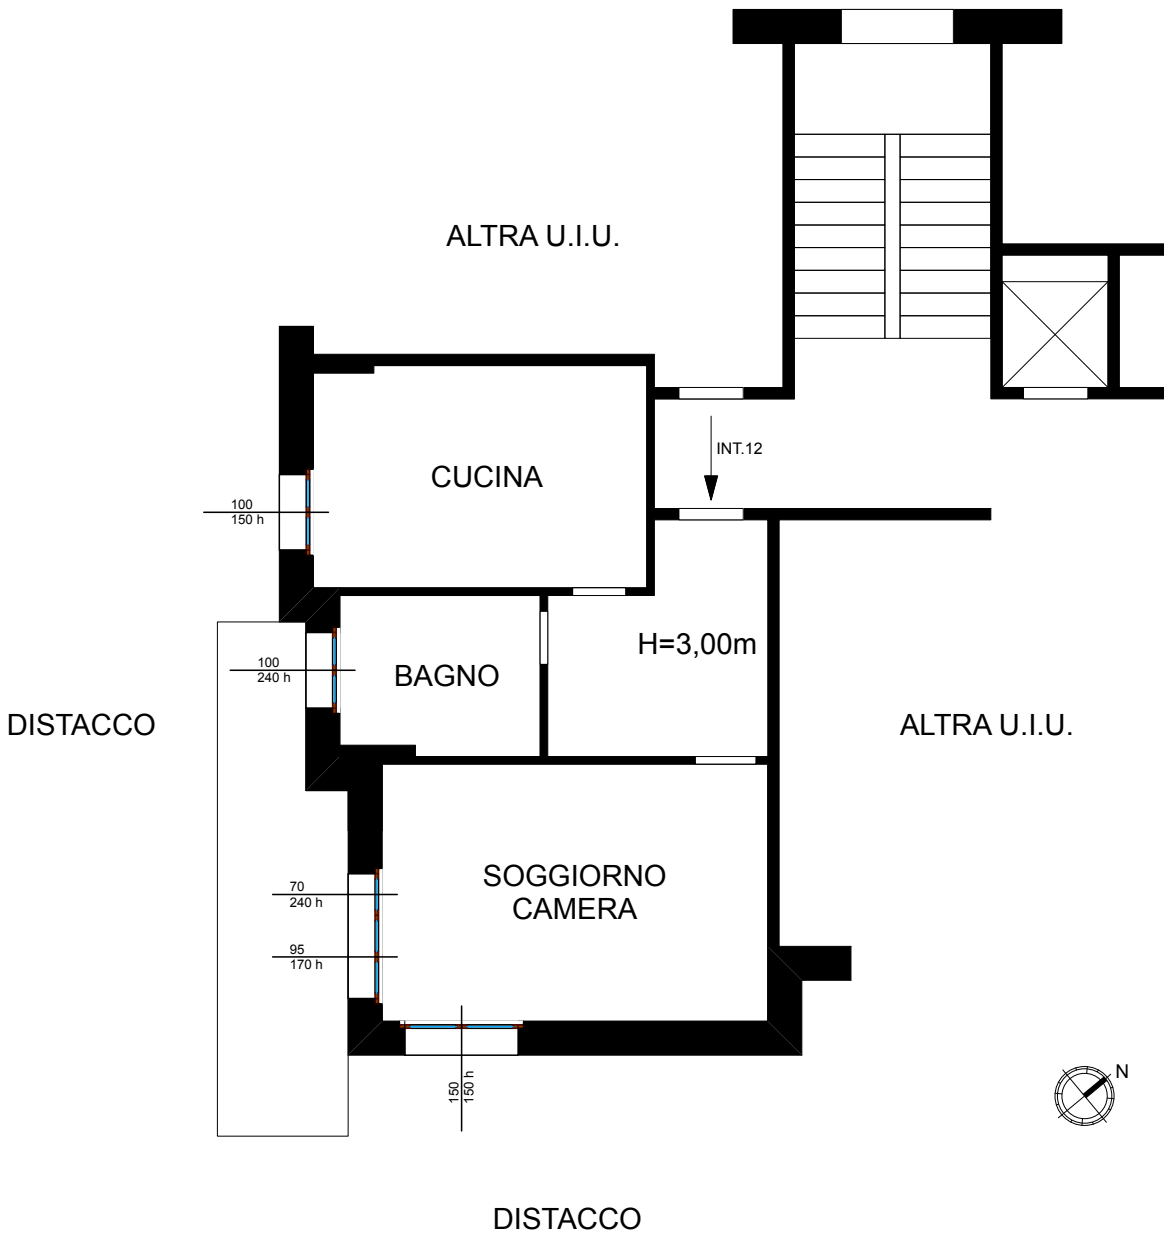 ALTRA U.I.U.
INT.12
CUCINA
100
150 h
H=3,00m
100
240 h
BAGNO
DISTACCO
ALTRA U.I.U.
SOGGIORNO
CAMERA
70
240 h
95
170 h
150
150 h
N
DISTACCO